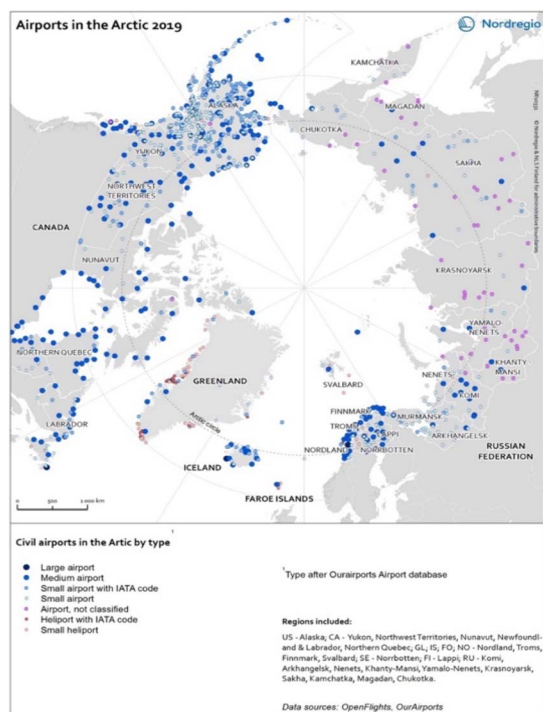 Airports in the Arctic 2019
Nordregio
KAMCHATKA
ALASKA
MAGADAN
CHUKOTKA
YUKON
SAKHA
© Nordregio & NLS Finland for administrative boundaries
NORTHWEST
TERRITORIES
CANADA
NUNAVUT
KRASNOYARSK
YAMALO
NENETS
NORTHERN QUEBEC
KHANTY
MANSI
GREENLAND
SVALBARD
NENETS
KOMI
FINNMARK
MURMANSK
LABRADOR
TROMS
LAPPI
Arctic circle
ARKHANGELSK
NORDLAND
NORRBOTTEN
RUSSIAN
FEDERATION
ICELAND
FAROE ISLANDS
0 500 1 000 km
Civil airports in the Artic by type 1
Large airport
Medium airport
Small airport with IATA code
Small airport
Airport, not classified
Heliport with IATA code
Small heliport
1 Type after Ourairports Airport database
Regions included:
US - Alaska; CA - Yukon, Northwest Territories, Nunavut, Newfoundl-
and & Labrador, Northern Quebec; GL; IS; FO; NO - Nordland, Troms,
Finnmark, Svalbard; SE - Norrbotten; FI - Lappi; RU - Komi,
Arkhangelsk, Nenets, Khanty-Mansi, Yamalo-Nenets, Krasnoyarsk,
Sakha, Kamchatka, Magadan, Chukotka.
Data sources: OpenFlights, OurAirports